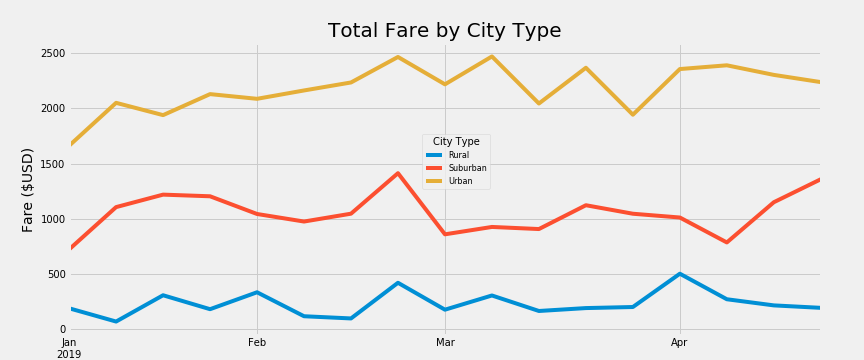 Total Fare by City Type
Fare ($USD)
2500
2000
1500
1000
500
0
City Type
Rural
Suburban
Urban
Jan
2019
Feb
Mar
Apr